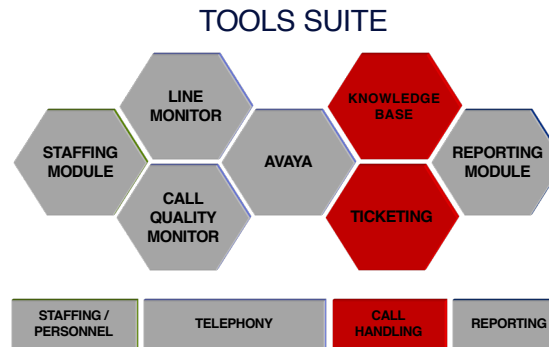 TOOLS SUITE
LINE
MONITOR
KNOWLEDGE
BASE
STAFFING
MODULE
AVAYA
REPORTING
MODULE
CALL
QUALITY
MONITOR
TICKETING
STAFFING /
PERSONNEL
TELEPHONY
CALL
HANDLING
REPORTING